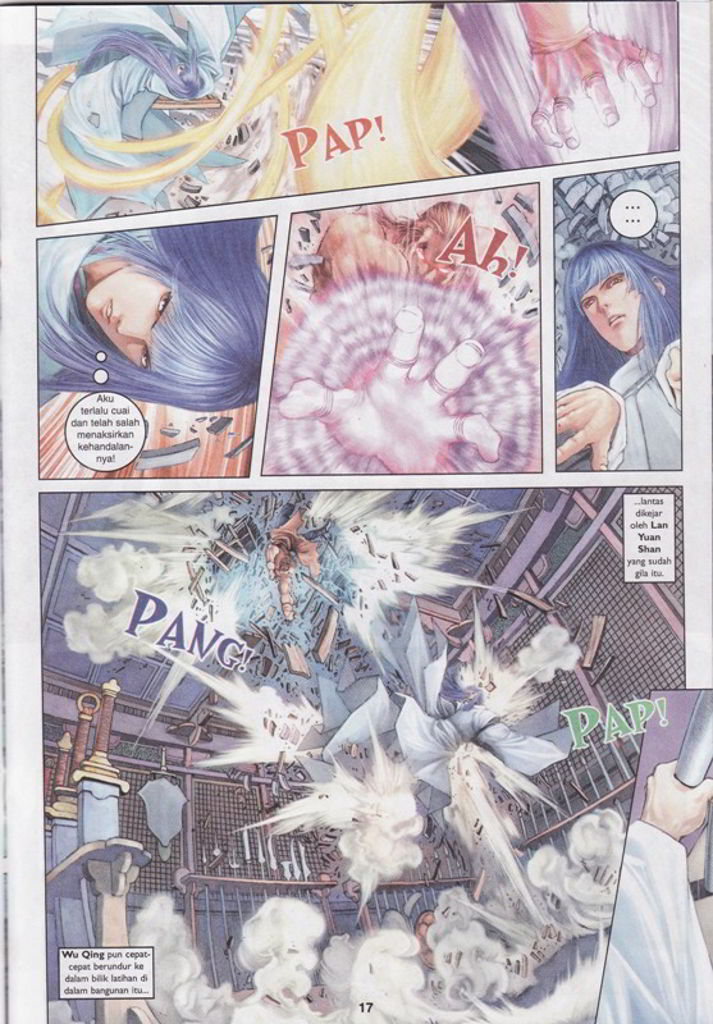 PAP!
Aku
terlalu cuai
dan telah salah
menaksirkan
kehandalan-
nya!
Ah!
...
...
...lantas
dikejar
oleh Lan
Yuan
Shan
yang sudah
gila itu.
PANG!
PAP!
Wu Qing pun cepat-
cepat berundur ke
dalam bilik latihan di
dalam bangunan itu...
17